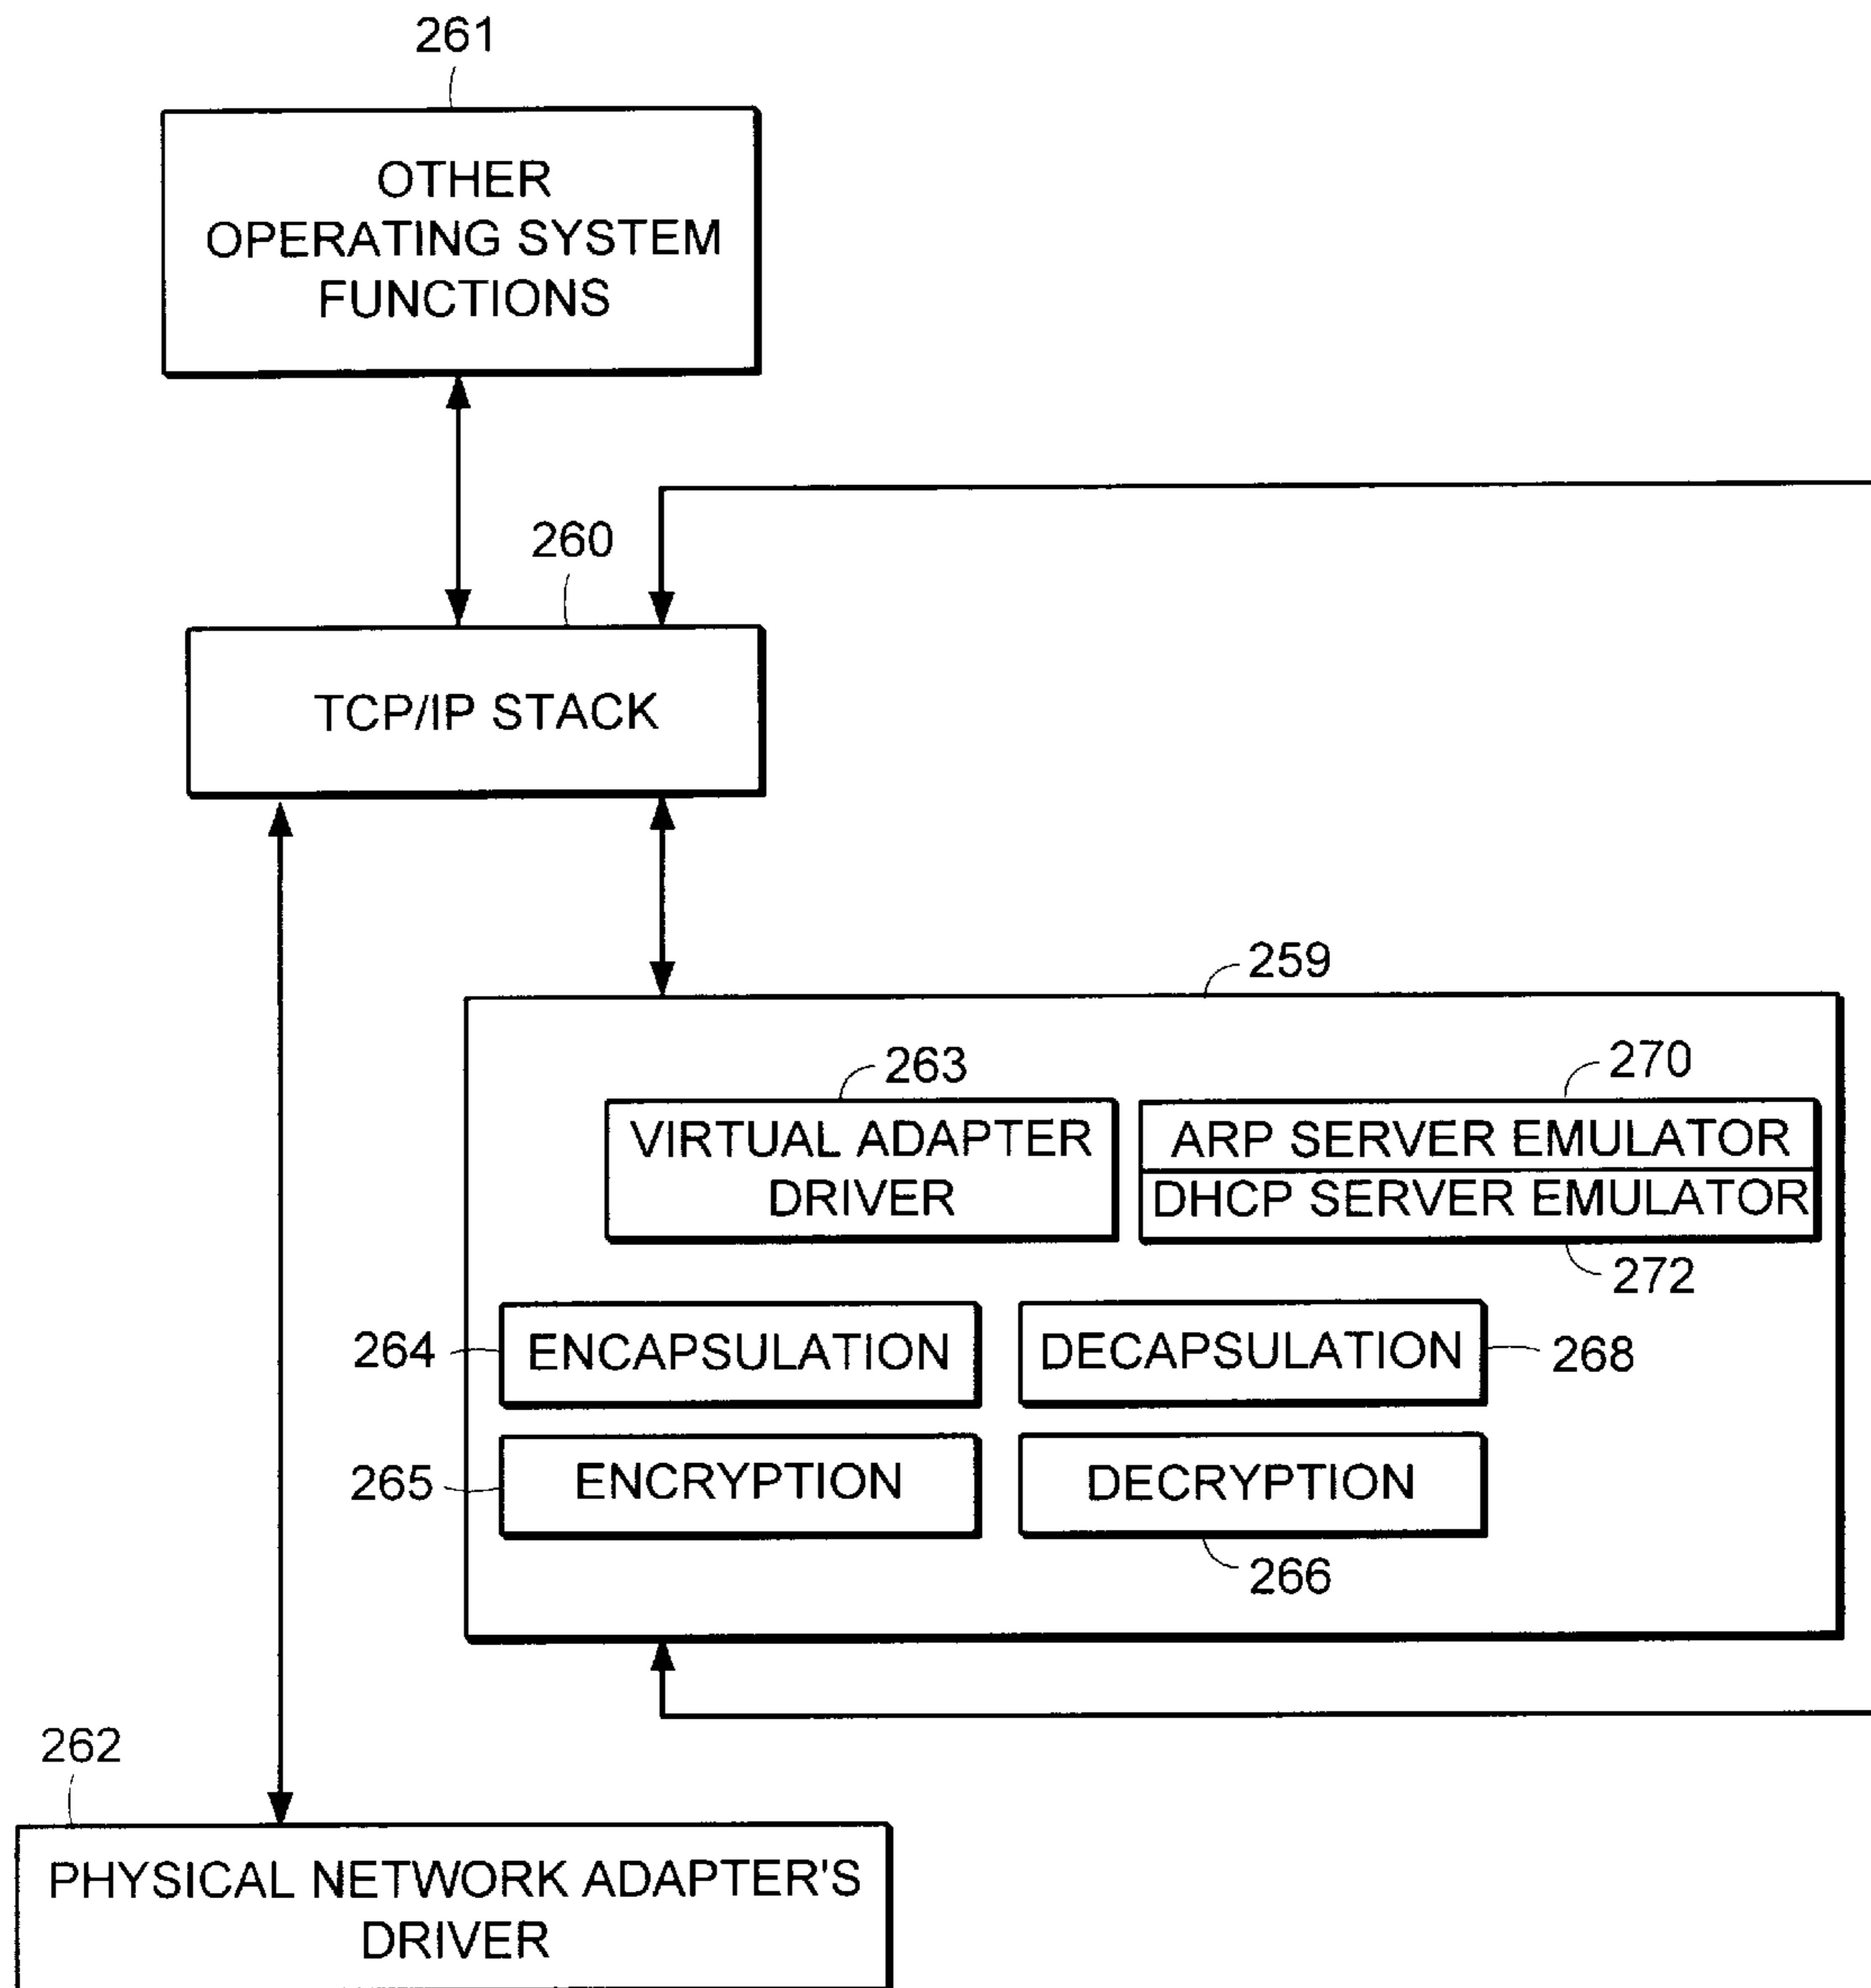 261
OTHER
OPERATING SYSTEM
FUNCTIONS
260
TCP/IP STACK
259
263
270
VIRTUAL ADAPTER
DRIVER
ARP SERVER EMULATOR
DHCP SERVER EMULATOR
272
264
ENCAPSULATION
DECAPSULATION
268
265
ENCRYPTION
DECRYPTION
266
262
PHYSICAL NETWORK ADAPTER'S
DRIVER